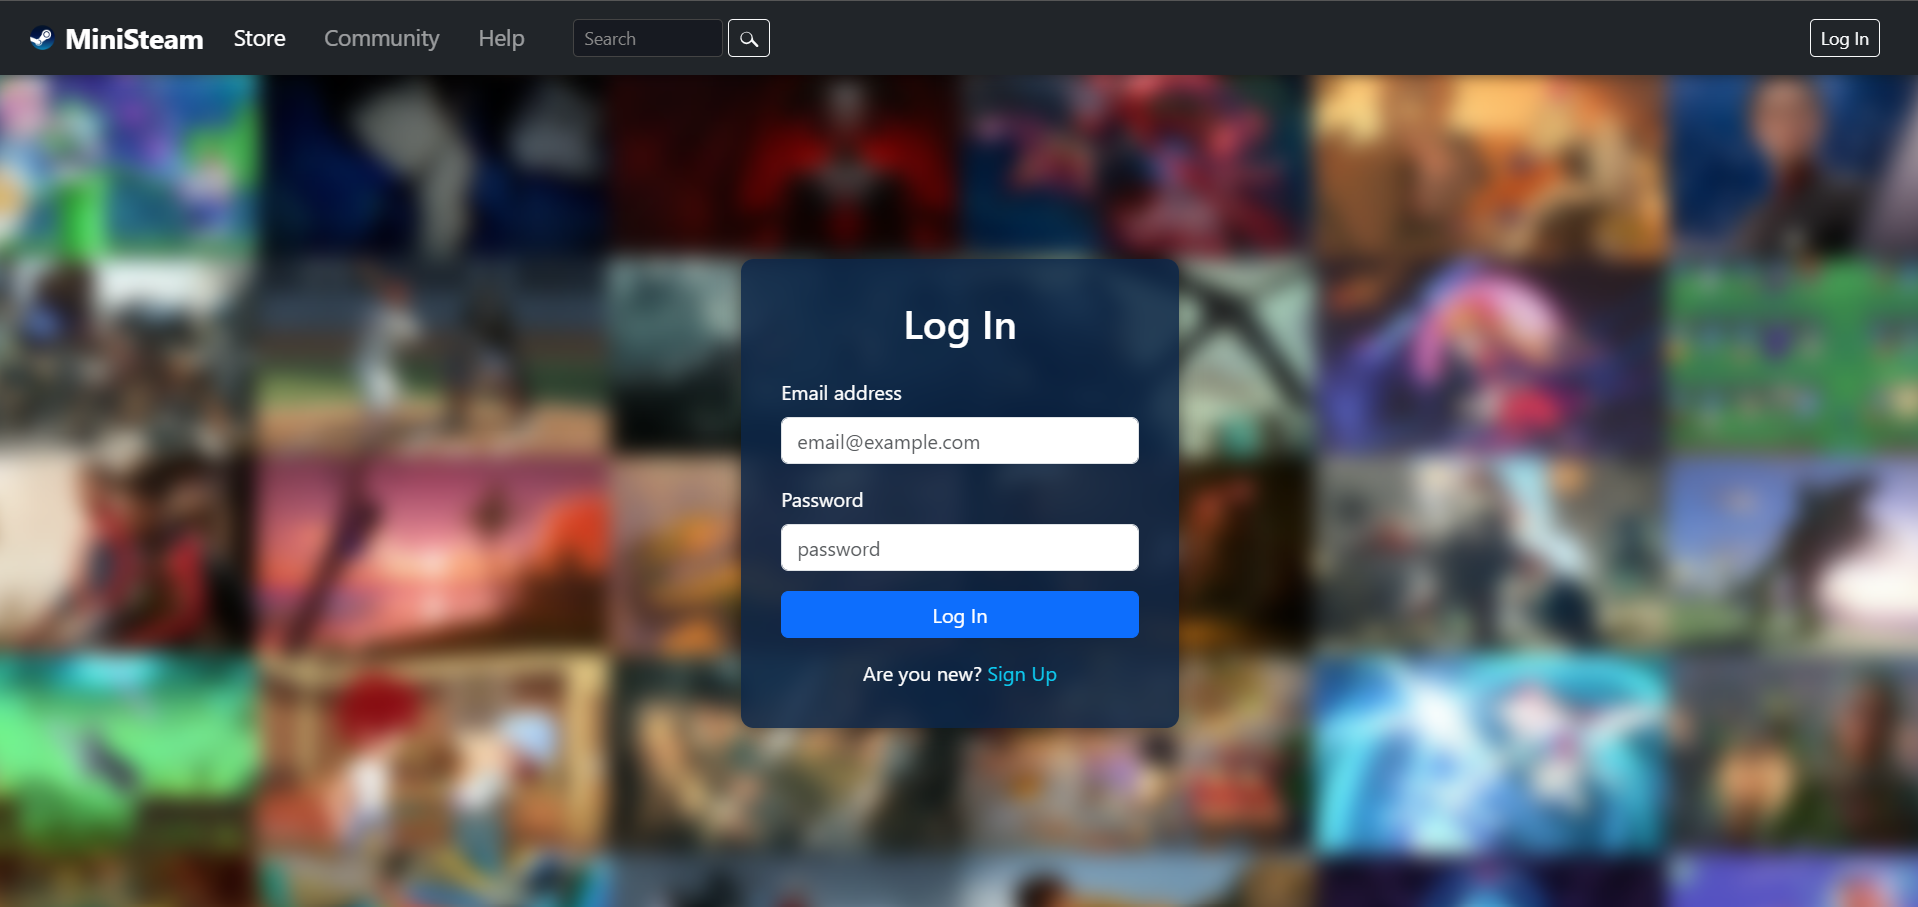 MiniSteam Store Community Help Search Log In
Log In
Email address
email@example.com
Password
password
Log In
Are you new? Sign Up